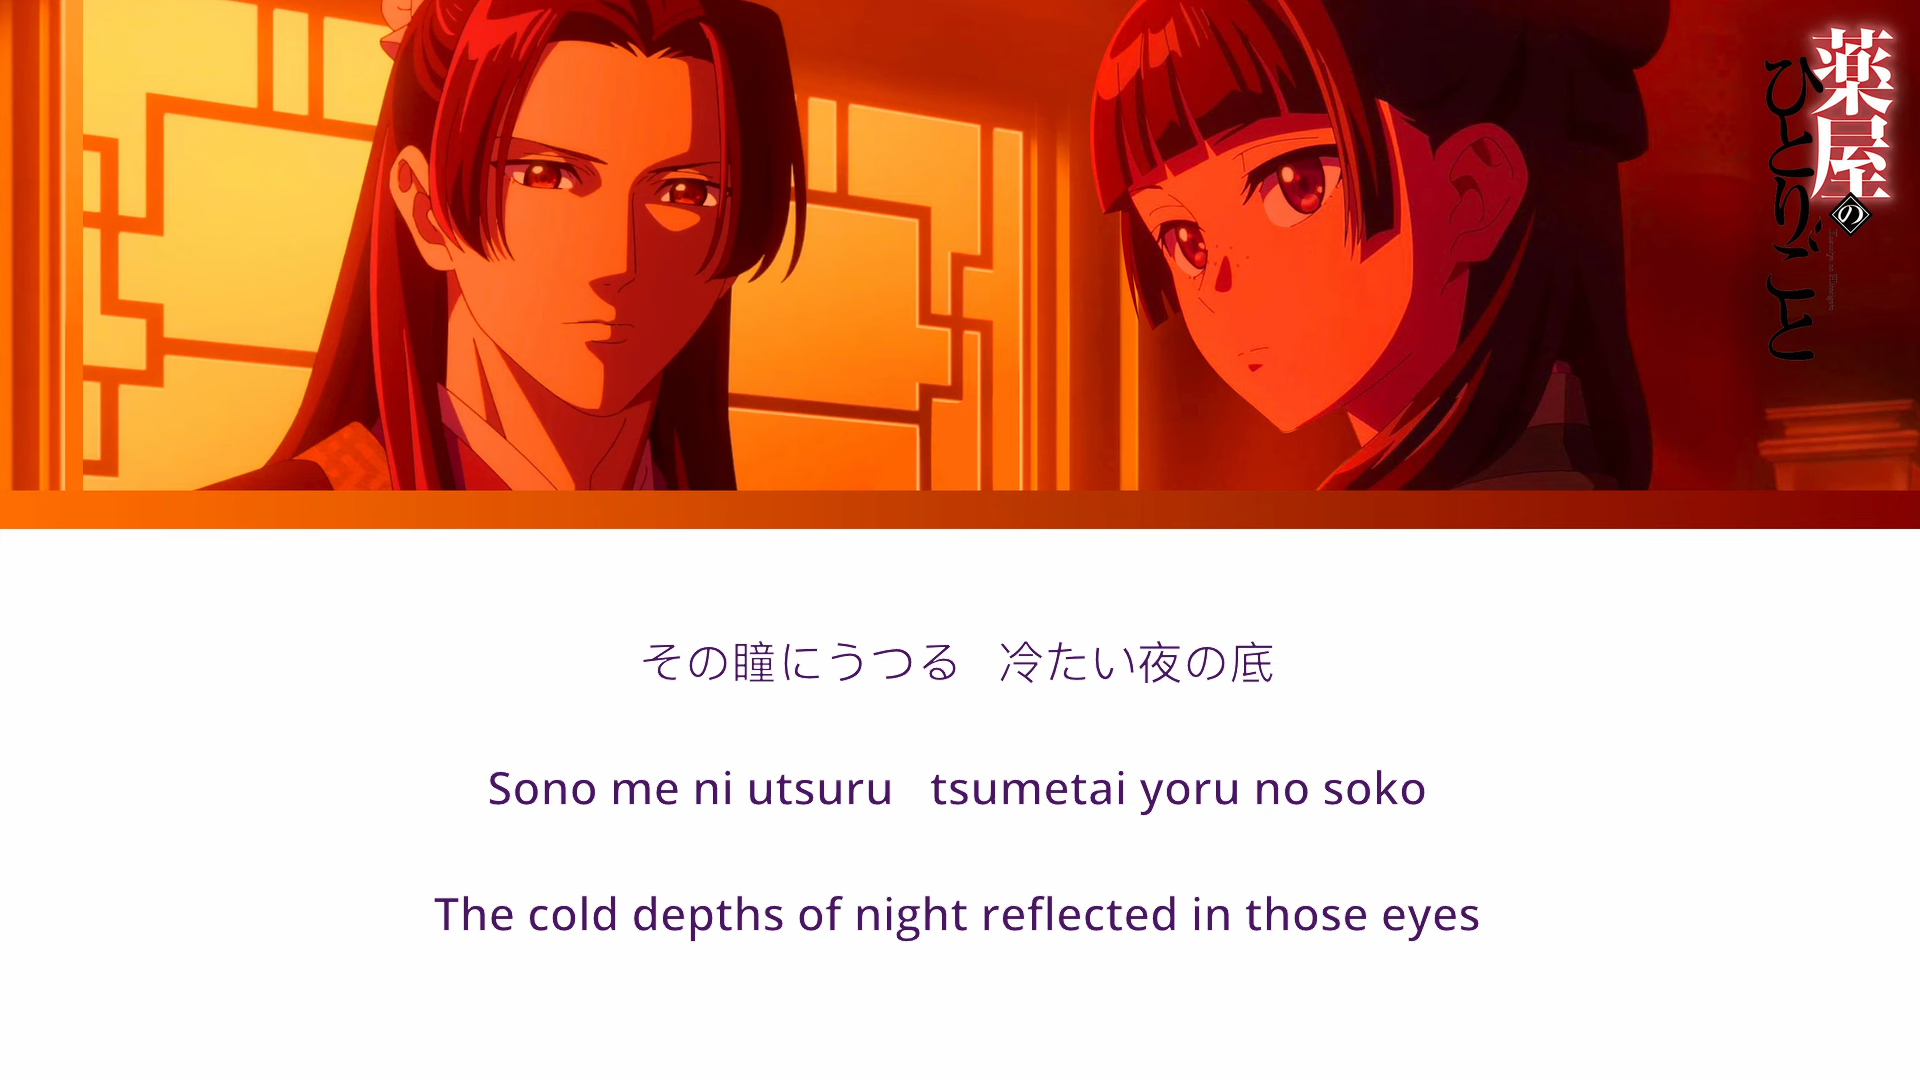 薬屋の
ひとりごと
その瞳にうつる 冷たい夜の底
Sono me ni utsuru tsumetai yoru no soko
The cold depths of night reflected in those eyes